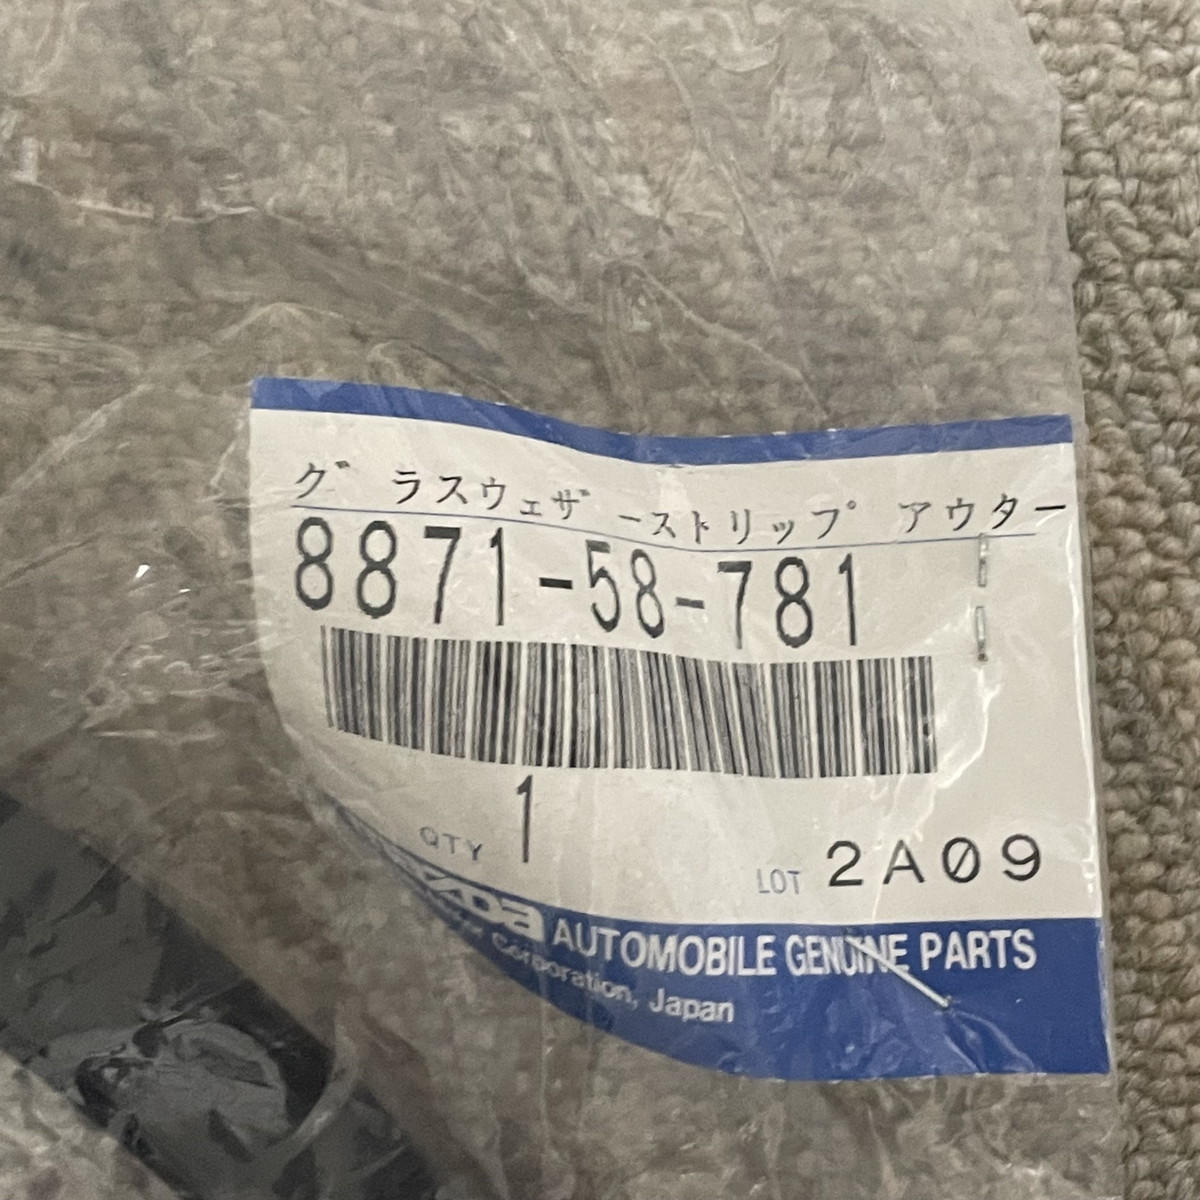 グラスウェザーストリップ アウター
8871-58-781
QTY 1
LOT 2A09
mazda AUTOMOBILE GENUINE PARTS
Corporation, Japan